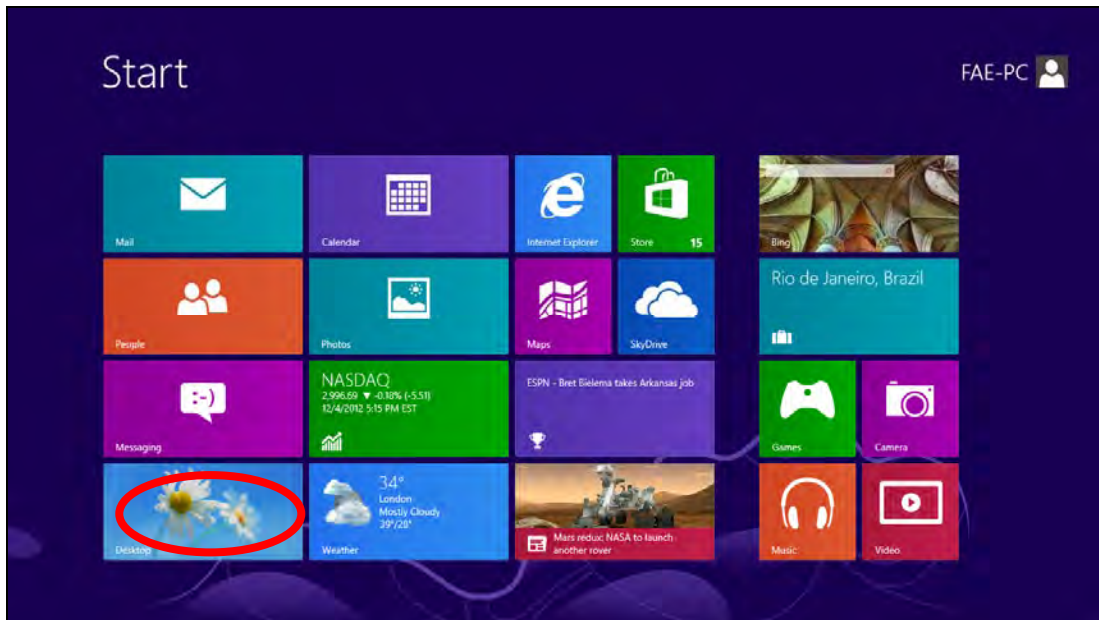 Start
FAE-PC
Mail
Calendar
Internet Explorer
Store 15
Bing
People
Photos
Maps
SkyDrive
Rio de Janeiro, Brazil
Messaging
NASDAQ
2,996.69 ▼ -0.18% (-5.51)
12/4/2012 5:15 PM EST
ESPN - Bret Bielema takes Arkansas job
Games
Camera
Desktop
34°
London
Mostly Cloudy
39°/28°
Weather
Mars redux: NASA to launch
another rover
Music
Video